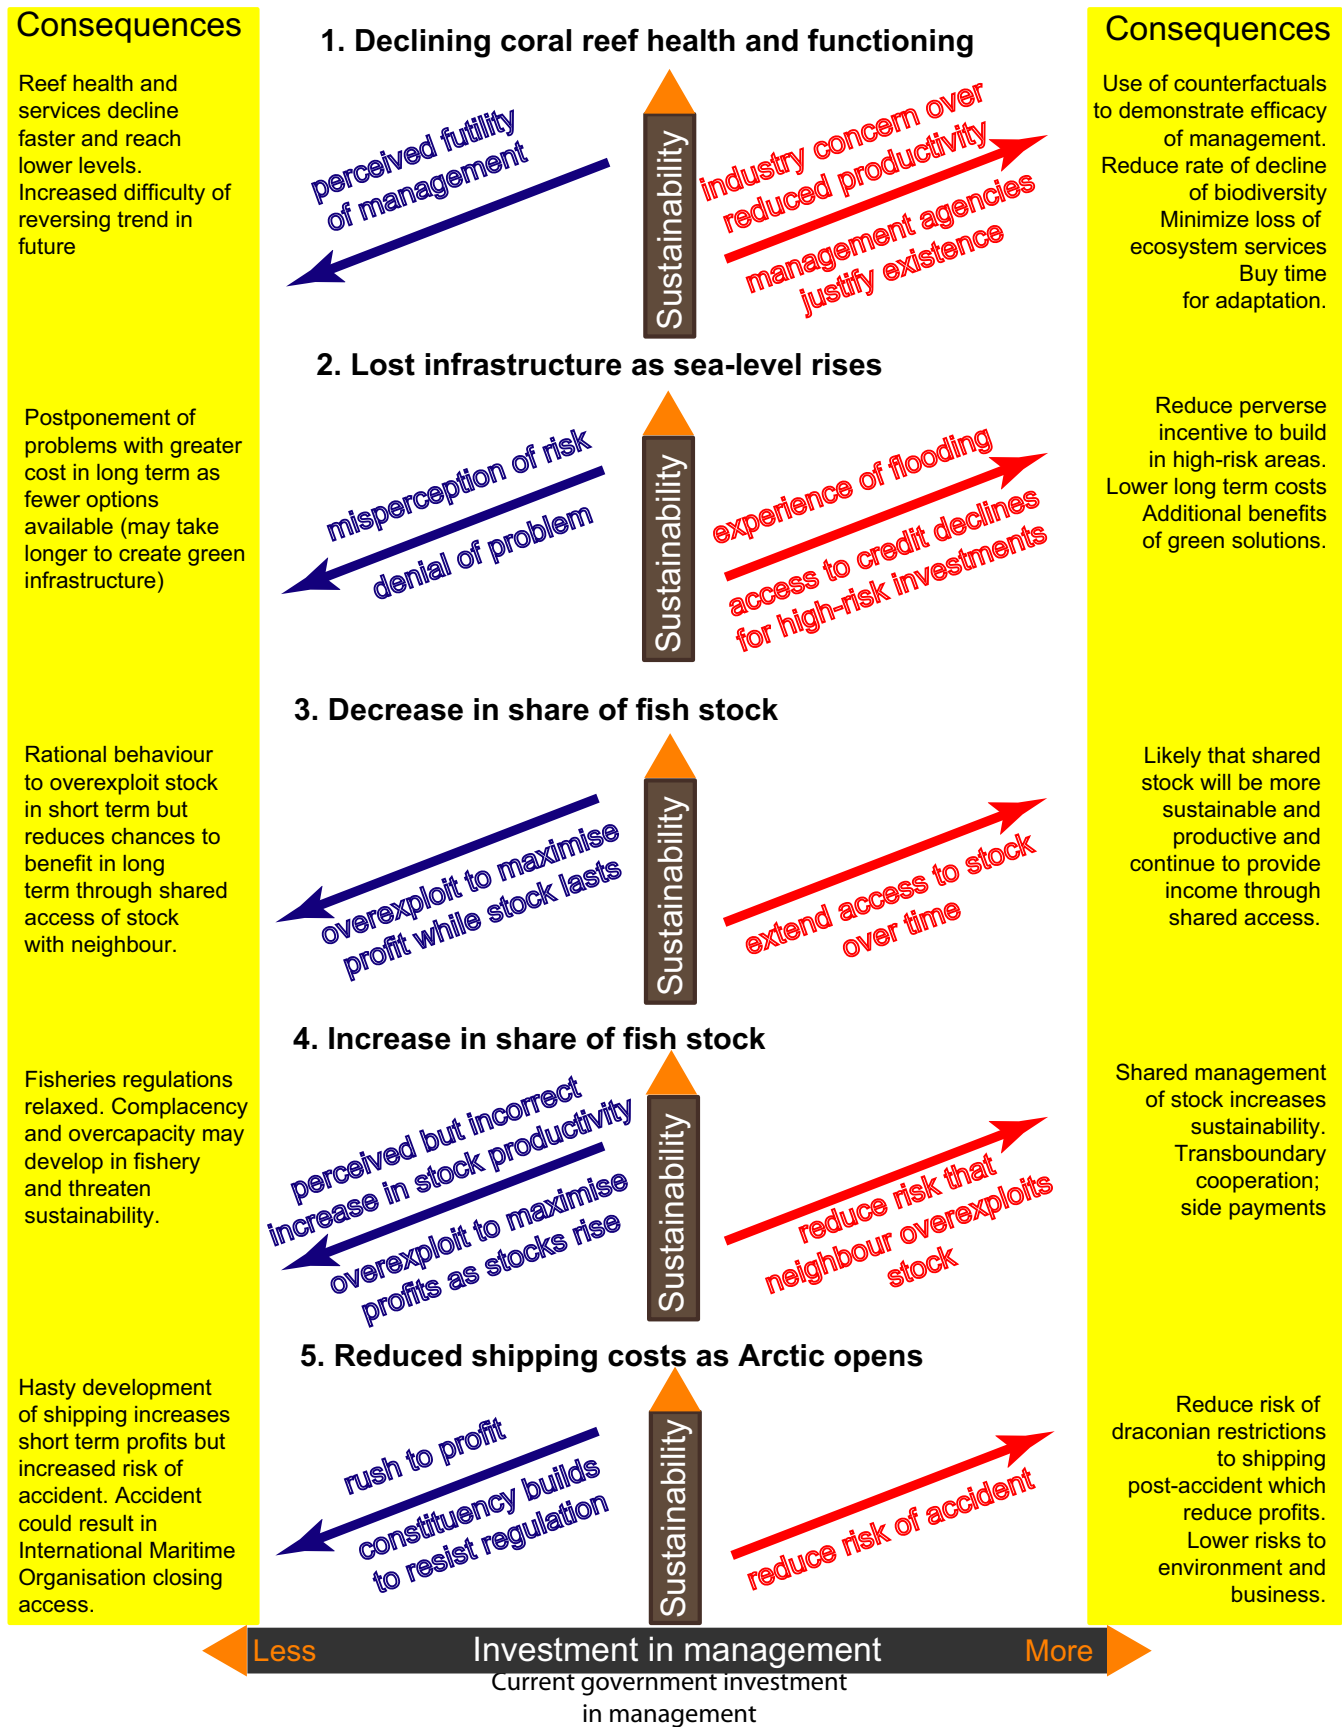 Consequences
Reef health and
services decline
faster and reach
lower levels.
Increased difficulty of
reversing trend in
future
1. Declining coral reef health and functioning
perceived futility
of management
Sustainability
industry concern over
reduced productivity
management agencies
justify existence
Consequences
Use of counterfactuals
to demonstrate efficacy
of management.
Reduce rate of decline
of biodiversity
Minimize loss of
ecosystem services
Buy time
for adaptation.
2. Lost infrastructure as sea-level rises
Postponement of
problems with greater
cost in long term as
fewer options
available (may take
longer to create green
infrastructure)
misperception of risk
denial of problem
Sustainability
experience of flooding
access to credit declines
for high-risk investments
Reduce perverse
incentive to build
in high-risk areas.
Lower long term costs
Additional benefits
of green solutions.
3. Decrease in share of fish stock
Rational behaviour
to overexploit stock
in short term but
reduces chances to
benefit in long
term through shared
access of stock
with neighbour.
overexploit to maximise
profit while stock lasts
Sustainability
extend access to stock
over time
Likely that shared
stock will be more
sustainable and
productive and
continue to provide
income through
shared access.
4. Increase in share of fish stock
Fisheries regulations
relaxed. Complacency
and overcapacity may
develop in fishery
and threaten
sustainability.
perceived but incorrect
increase in stock productivity
overexploit to maximise
profits as stocks rise
Sustainability
reduce risk that
neighbour overexploits
stock
Shared management
of stock increases
sustainability.
Transboundary
cooperation;
side payments
5. Reduced shipping costs as Arctic opens
Hasty development
of shipping increases
short term profits but
increased risk of
accident. Accident
could result in
International Maritime
Organisation closing
access.
rush to profit
constituency builds
to resist regulation
Sustainability
reduce risk of accident
Reduce risk of
draconian restrictions
to shipping
post-accident which
reduce profits.
Lower risks to
environment and
business.
Less Investment in management More
Current government investment
in management